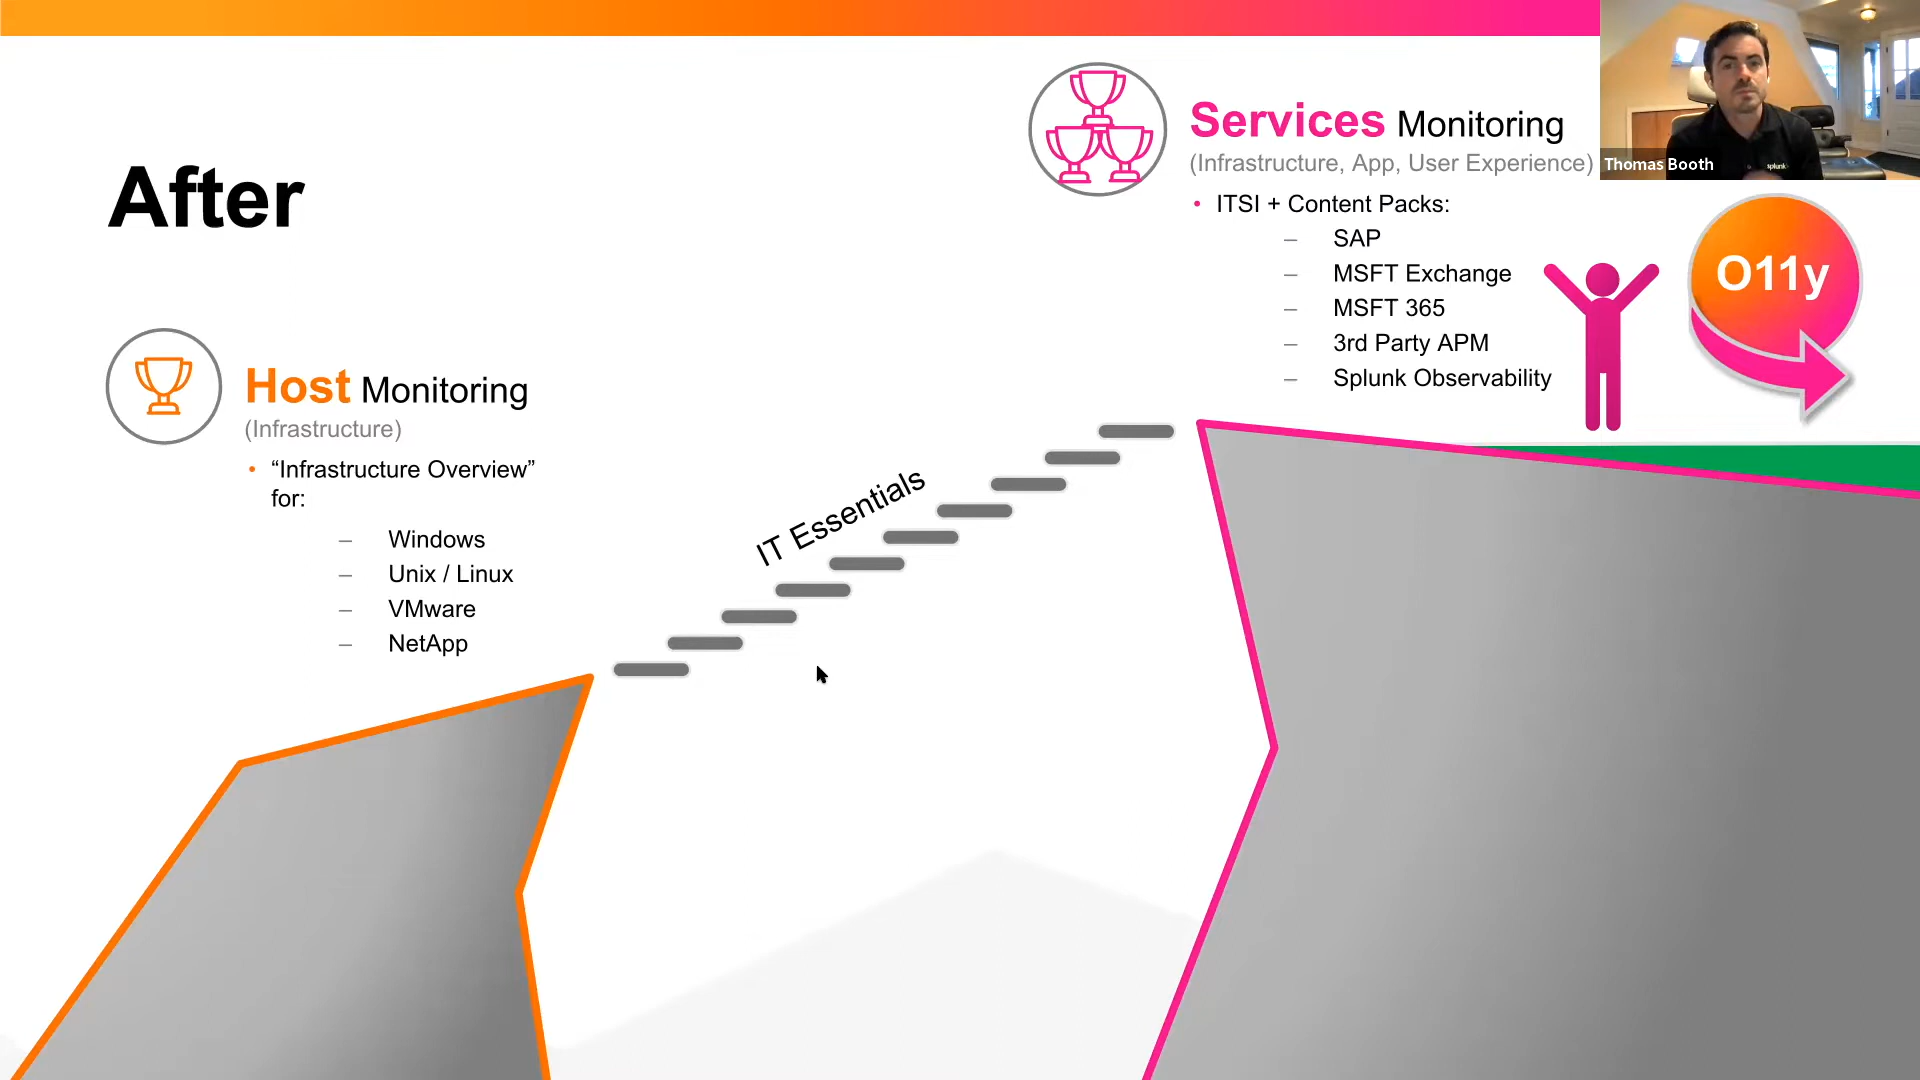 After
Host Monitoring
(Infrastructure)
• “Infrastructure Overview”
for:
– Windows
– Unix / Linux
– VMware
– NetApp
IT Essentials
Services Monitoring
(Infrastructure, App, User Experience)
• ITSI + Content Packs:
– SAP
– MSFT Exchange
– MSFT 365
– 3rd Party APM
– Splunk Observability
O11y
Thomas Booth
splunk